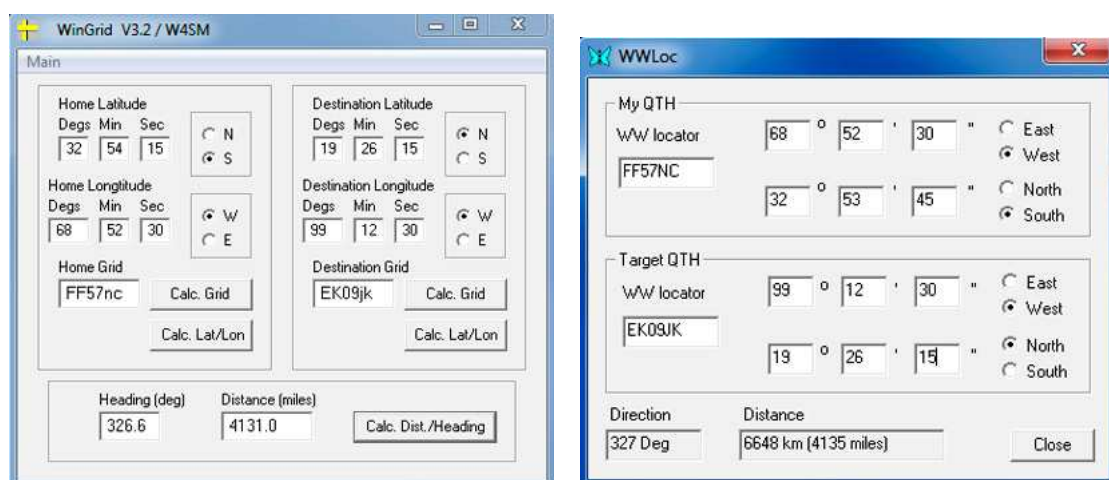 WinGrid V3.2 / W4SM
Main
Home Latitude
Degs Min Sec
32 54 15
N
S
Home Longtitude
Degs Min Sec
68 52 30
W
E
Home Grid
FF57nc Calc. Grid
Calc. Lat/Lon
Destination Latitude
Degs Min Sec
19 26 15
N
S
Destination Longitude
Degs Min Sec
99 12 30
W
E
Destination Grid
EK09jk Calc. Grid
Calc. Lat/Lon
Heading (deg) Distance (miles)
326.6 4131.0 Calc. Dist./Heading
WWLoc
My QTH
WW locator 68 ° 52 ' 30 " East
West
FF57NC
32 ° 53 ' 45 " North
South
Target QTH
WW locator 99 ° 12 ' 30 " East
West
EK09JK
19 ° 26 ' 15 " North
South
Direction Distance
327 Deg 6648 km (4135 miles) Close